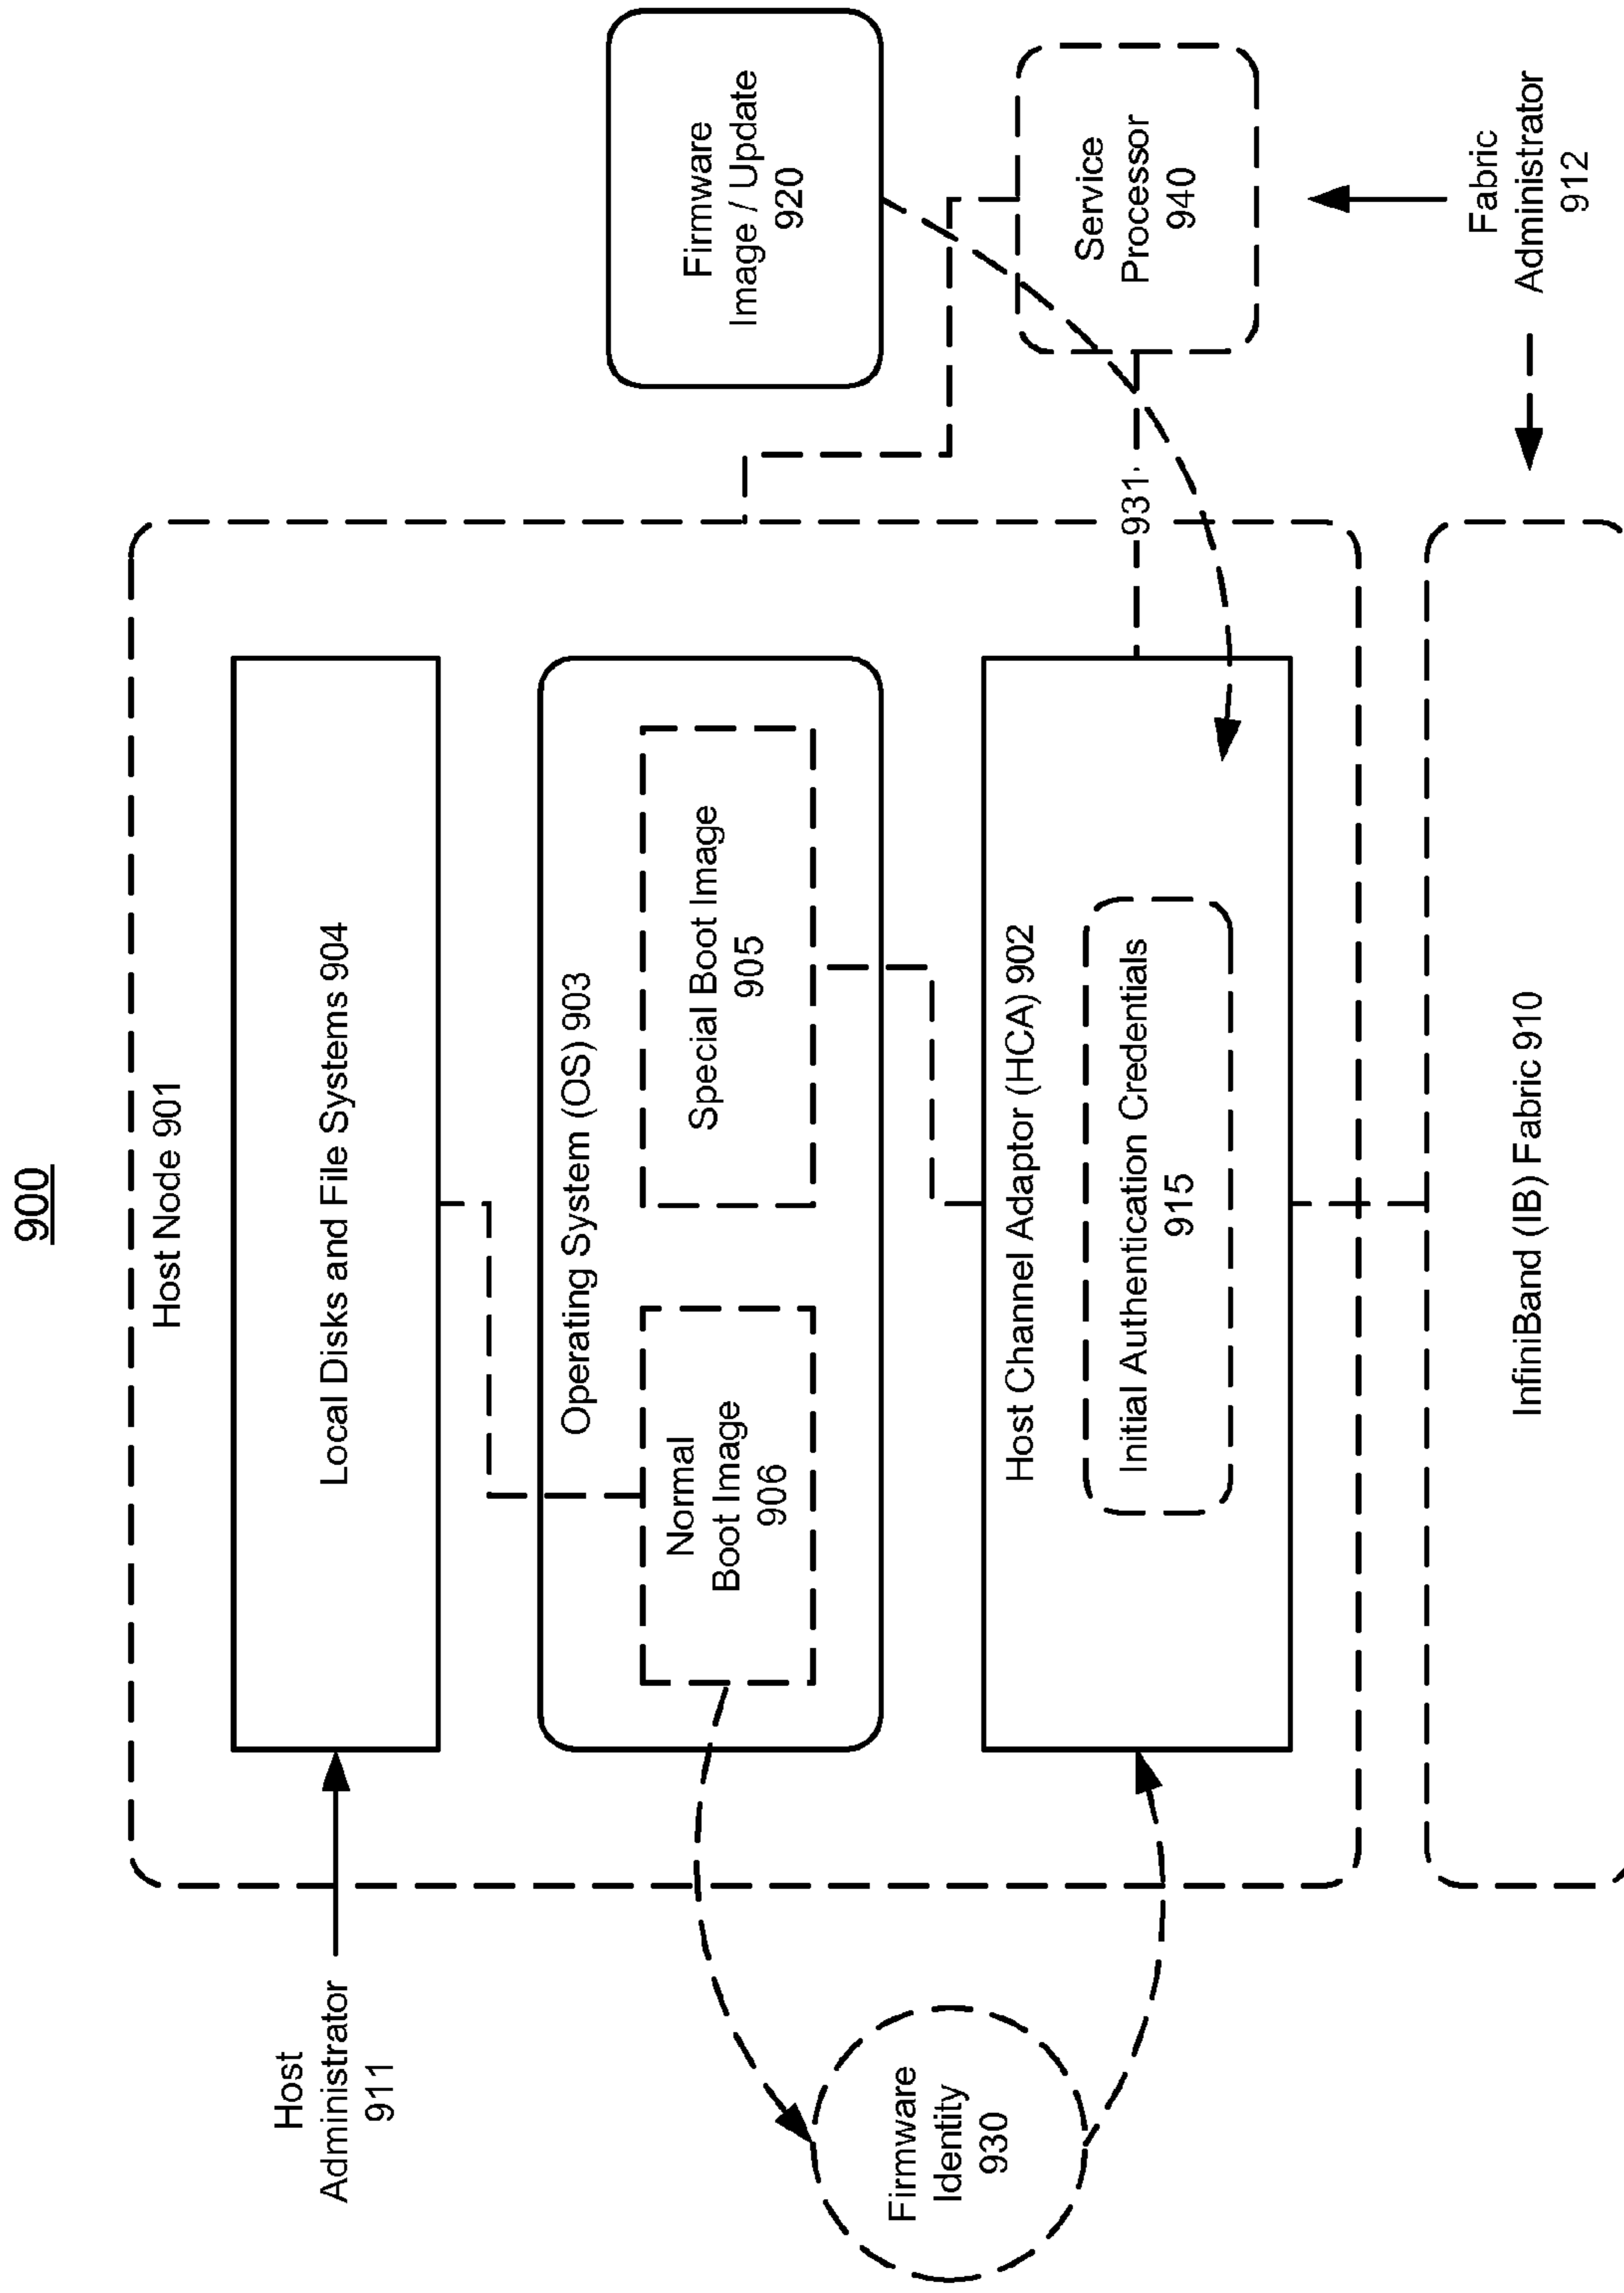 900
Host Node 901
Host
Administrator
911
Local Disks and File Systems 904
Operating System (OS) 903
Normal
Boot Image
906
Special Boot Image
905
Firmware
Image / Update
920
Firmware
Identity
930
Host Channel Adaptor (HCA) 902
Initial Authentication Credentials
915
931
Service
Processor
940
InfiniBand (IB) Fabric 910
Fabric
Administrator
912